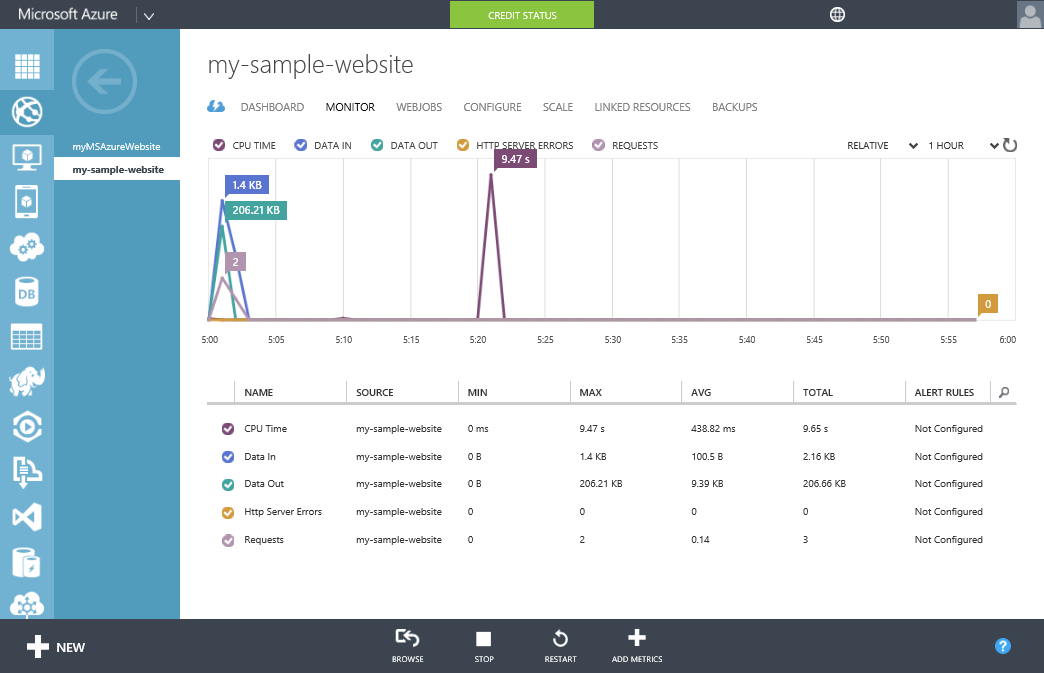 Microsoft Azure
CREDIT STATUS
my-sample-website
DASHBOARD MONITOR WEBJOBS CONFIGURE SCALE LINKED RESOURCES BACKUPS
myMSAzureWebsite
my-sample-website
CPU TIME DATA IN DATA OUT HTTP SERVER ERRORS REQUESTS RELATIVE 1 HOUR
9.47 s
1.4 KB
206.21 KB
2
0
5:00 5:05 5:10 5:15 5:20 5:25 5:30 5:35 5:40 5:45 5:50 5:55 6:00
NAME SOURCE MIN MAX AVG TOTAL ALERT RULES
CPU Time my-sample-website 0 ms 9.47 s 438.82 ms 9.65 s Not Configured
Data In my-sample-website 0 B 1.4 KB 100.5 B 2.16 KB Not Configured
Data Out my-sample-website 0 B 206.21 KB 9.39 KB 206.66 KB Not Configured
Http Server Errors my-sample-website 0 0 0 0 Not Configured
Requests my-sample-website 0 2 0.14 3 Not Configured
DB
NEW
BROWSE STOP RESTART ADD METRICS
?